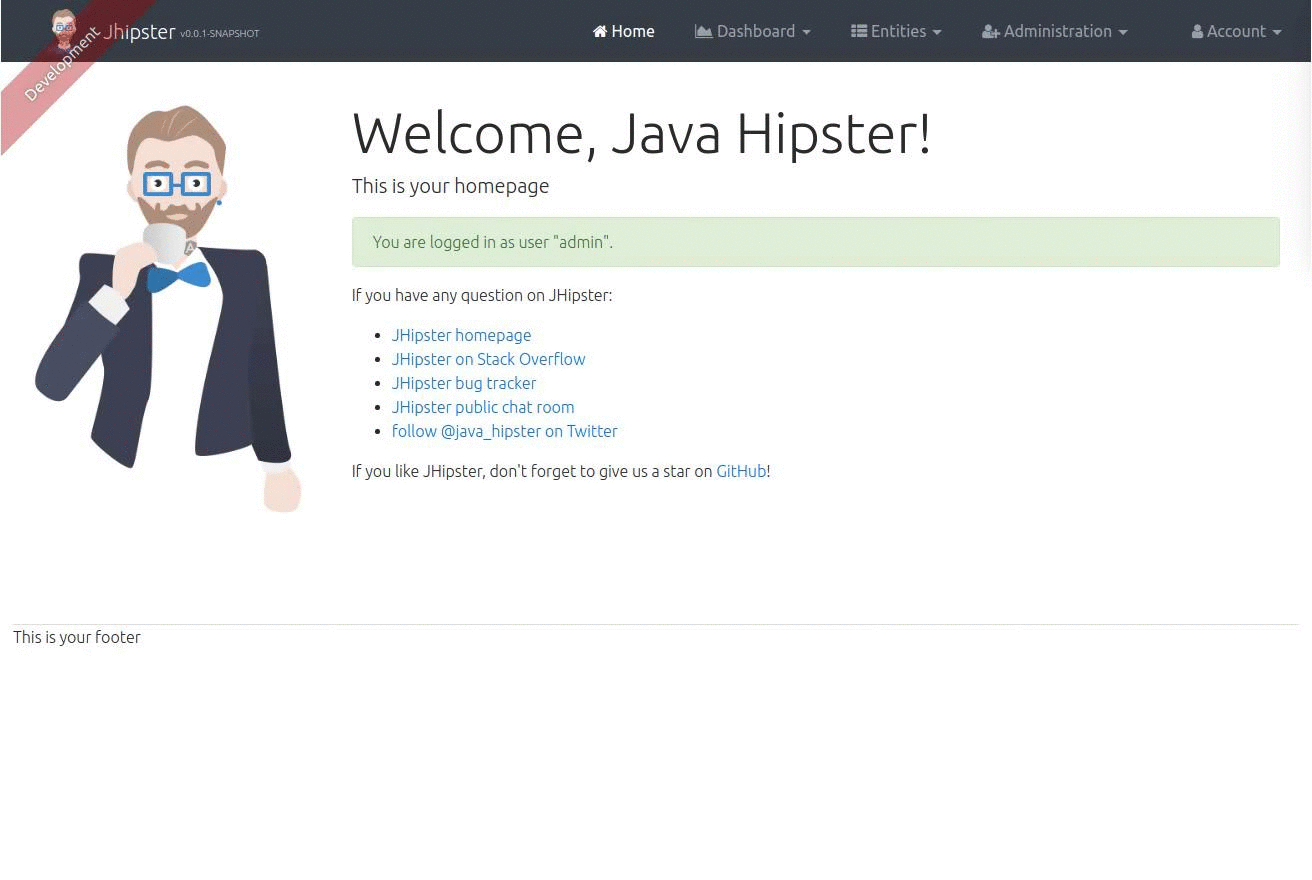 Development
Jhipster v0.0.1-SNAPSHOT
Home Dashboard Entities Administration Account
Welcome, Java Hipster!
This is your homepage
You are logged in as user "admin".
If you have any question on JHipster:
JHipster homepage
JHipster on Stack Overflow
JHipster bug tracker
JHipster public chat room
follow @java_hipster on Twitter
If you like JHipster, don't forget to give us a star on GitHub!
A
This is your footer